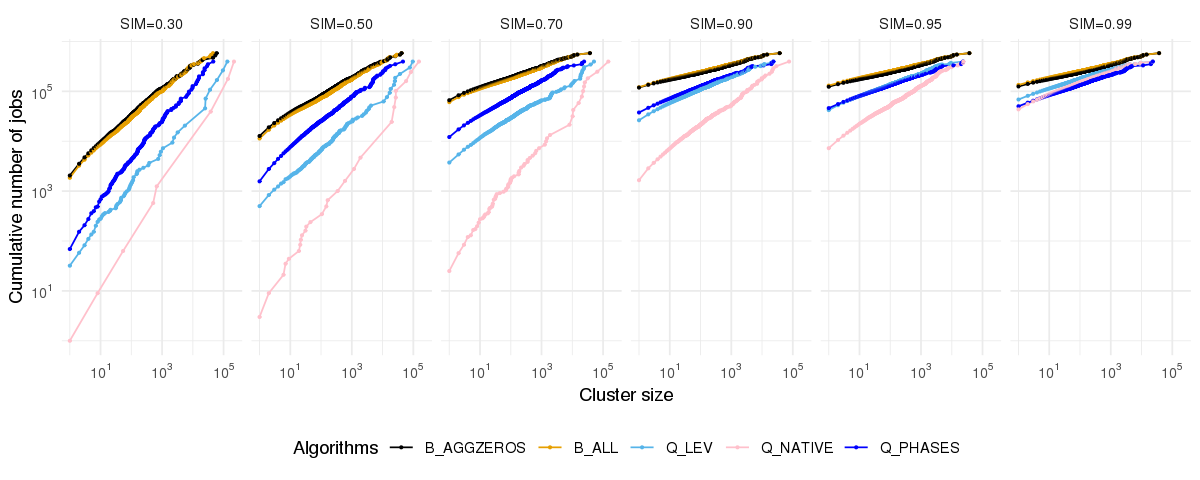 SIM=0.30 SIM=0.50 SIM=0.70 SIM=0.90 SIM=0.95 SIM=0.99
Cumulative number of jobs
10^5
10^3
10^1
10^1 10^3 10^5 10^1 10^3 10^5 10^1 10^3 10^5 10^1 10^3 10^5 10^1 10^3 10^5 10^1 10^3 10^5
Cluster size
Algorithms B_AGGZEROS B_ALL Q_LEV Q_NATIVE Q_PHASES